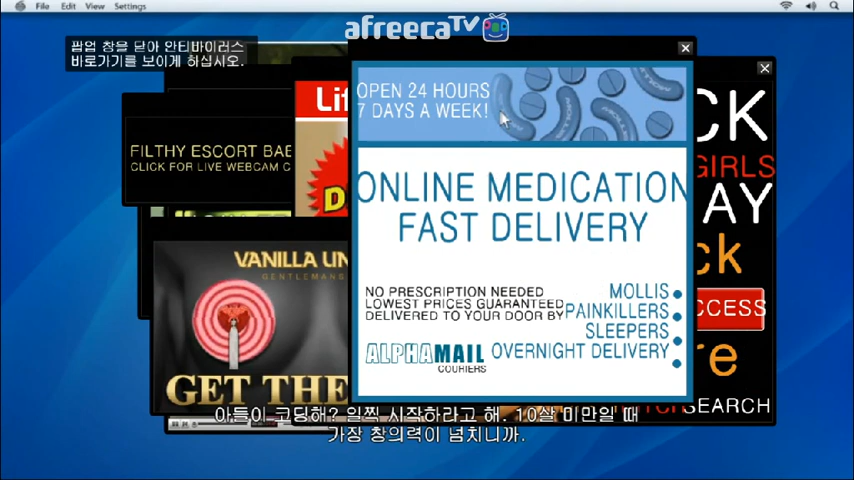 File Edit View Settings
afreecaTV
팝업 창을 닫아 안티바이러스
바로가기를 보이게 하십시오.
OPEN 24 HOURS
7 DAYS A WEEK!
FILTHY ESCORT BAE
CLICK FOR LIVE WEBCAM C
Lif
D
CK
GIRLS
AY
ck
CCESS
re
SEARCH
ONLINE MEDICATION
FAST DELIVERY
NO PRESCRIPTION NEEDED
LOWEST PRICES GUARANTEED
DELIVERED TO YOUR DOOR BY
ALPHAMAIL
COURIERS
MOLLIS
PAINKILLERS
SLEEPERS
OVERNIGHT DELIVERY
VANILLA UN
GENTLEMANS
GET THE
아들이 코딩해? 일찍 시작하라고 해. 10살 미만일 때
가장 창의력이 넘치니까.